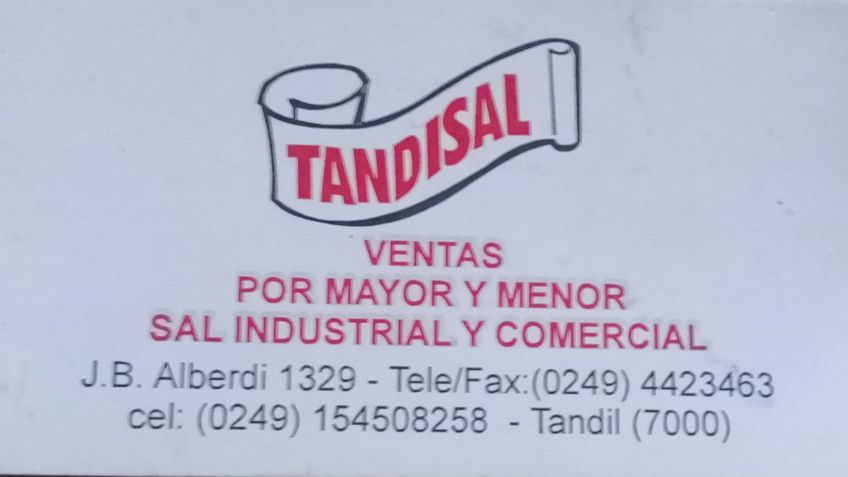 TANDISAL
VENTAS
POR MAYOR Y MENOR
SAL INDUSTRIAL Y COMERCIAL
J.B. Alberdi 1329 - Tele/Fax:(0249) 4423463
cel: (0249) 154508258 - Tandil (7000)